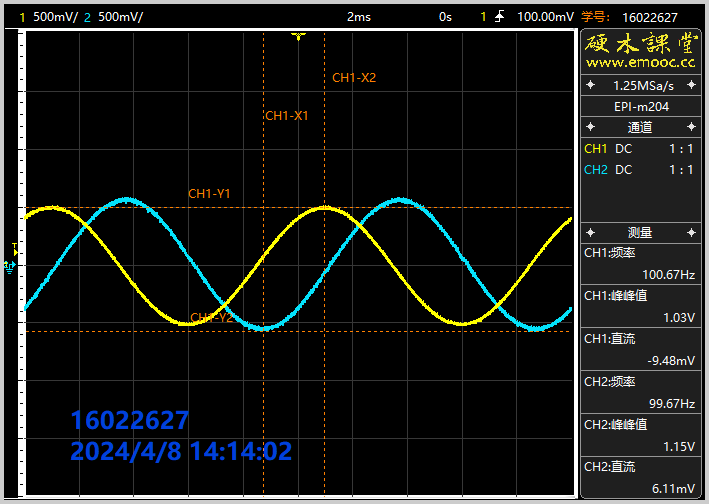 1 500mV/ 2 500mV/ 2ms 0s 1 100.00mV 学号: 16022627
硬木課堂
www.emooc.cc
1.25MSa/s
EPI-m204
通道
CH1 DC 1 : 1
CH2 DC 1 : 1
测量
CH1:频率
100.67Hz
CH1:峰峰值
1.03V
CH1:直流
-9.48mV
CH2:频率
99.67Hz
CH2:峰峰值
1.15V
CH2:直流
6.11mV
CH1-X2
CH1-X1
CH1-Y1
T
CH1-Y2
16022627
2024/4/8 14:14:02